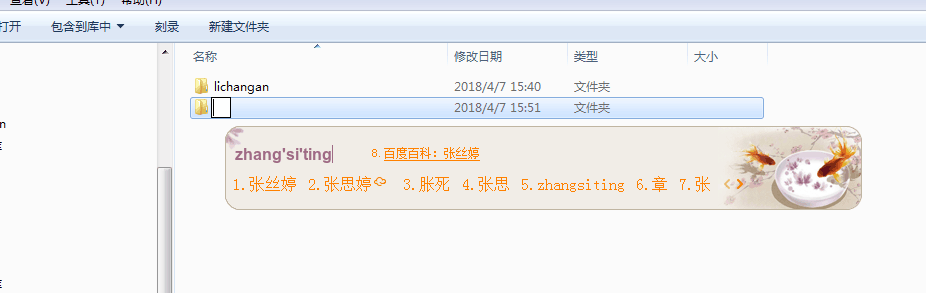 查看(V) 工具(T) 帮助(H)
打开 包含到库中 刻录 新建文件夹
名称 修改日期 类型 大小
lichangan 2018/4/7 15:40 文件夹
2018/4/7 15:51 文件夹
zhang'si'ting 8.百度百科：张丝婷
1.张丝婷 2.张思婷 3.胀死 4.张思 5.zhangsiting 6.章 7.张